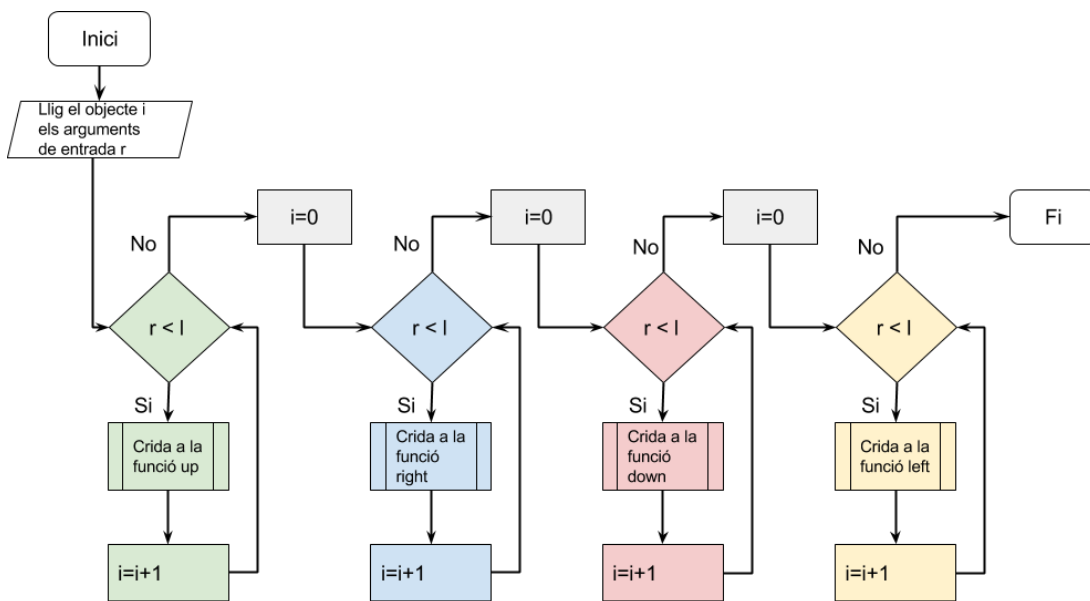 Inici
Llig el objecte i
els arguments
de entrada r
i=0
i=0
i=0
Fi
No
No
No
No
r < l
r < l
r < l
r < l
Si
Si
Si
Si
Crida a la
funció up
Crida a la
funció
right
Crida a la
funció
down
Crida a la
funció left
i=i+1
i=i+1
i=i+1
i=i+1